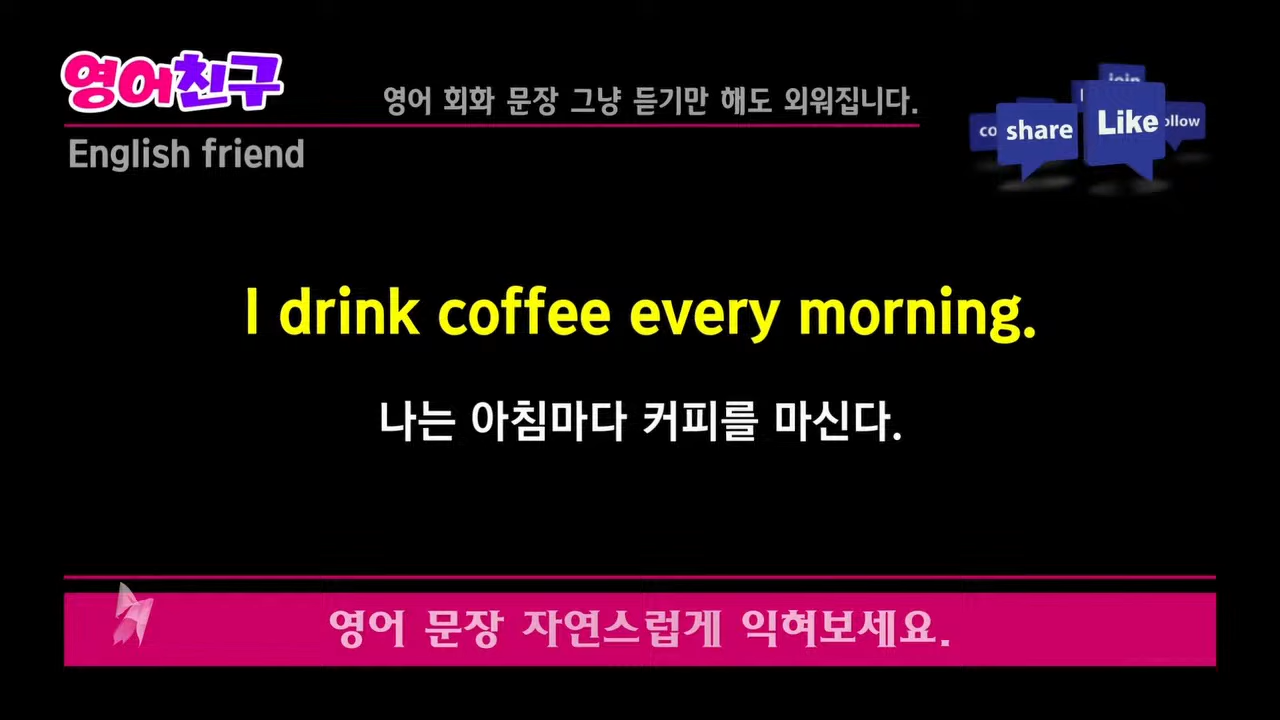 영어친구
영어 회화 문장 그냥 듣기만 해도 외워집니다.
English friend
join
share
Like
I drink coffee every morning.
나는 아침마다 커피를 마신다.
영어 문장 자연스럽게 익혀보세요.